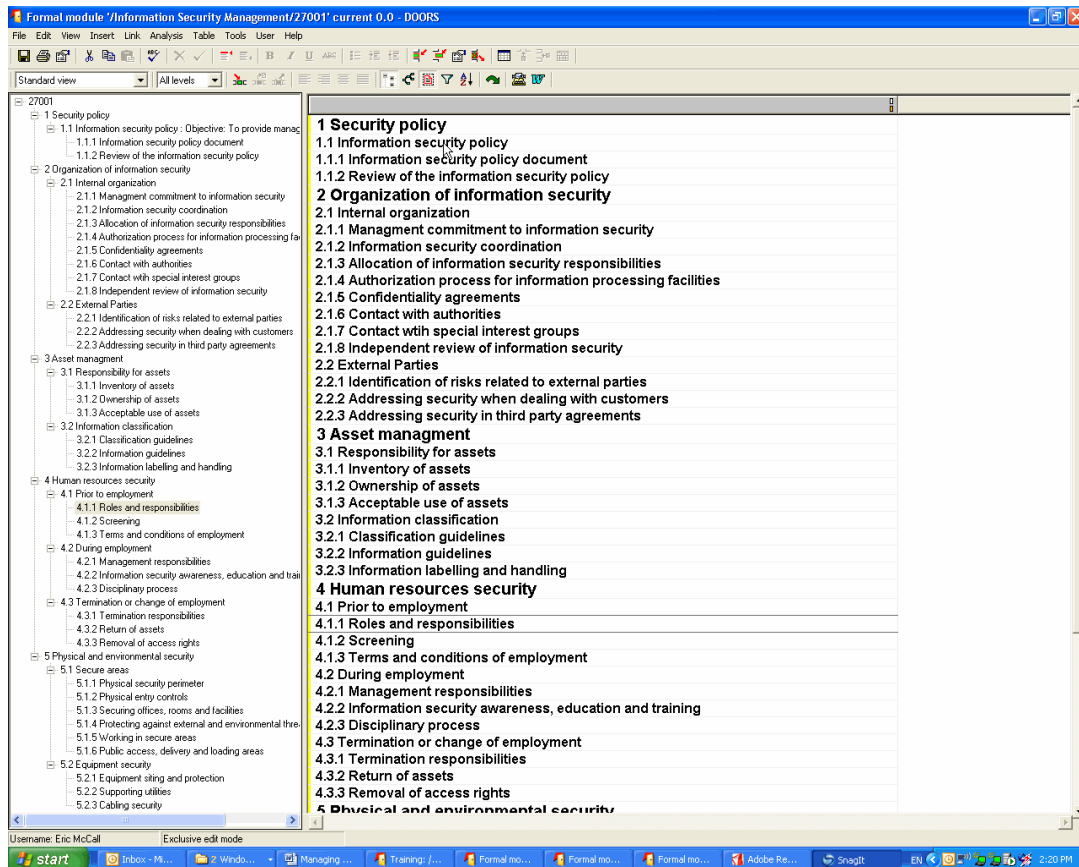 Formal module '/Information Security Management/27001' current 0.0 - DOORS
File Edit View Insert Link Analysis Table Tools User Help
Standard view All levels
27001
1 Security policy
1.1 Information security policy : Objective: To provide manag
1.1.1 Information security policy document
1.1.2 Review of the information security policy
2 Organization of information security
2.1 Internal organization
2.1.1 Managment commitment to information security
2.1.2 Information security coordination
2.1.3 Allocation of information security responsibilities
2.1.4 Authorization process for information processing fa
2.1.5 Confidentiality agreements
2.1.6 Contact with authorities
2.1.7 Contact wtih special interest groups
2.1.8 Independent review of information security
2.2 External Parties
2.2.1 Identification of risks related to external parties
2.2.2 Addressing security when dealing with customers
2.2.3 Addressing security in third party agreements
3 Asset managment
3.1 Responsibility for assets
3.1.1 Inventory of assets
3.1.2 Ownership of assets
3.1.3 Acceptable use of assets
3.2 Information classification
3.2.1 Classification guidelines
3.2.2 Information guidelines
3.2.3 Information labelling and handling
4 Human resources security
4.1 Prior to employment
4.1.1 Roles and responsibilities
4.1.2 Screening
4.1.3 Terms and conditions of employment
4.2 During employment
4.2.1 Management responsibilities
4.2.2 Information security awareness, education and trai
4.2.3 Disciplinary process
4.3 Termination or change of employment
4.3.1 Termination responsibilities
4.3.2 Return of assets
4.3.3 Removal of access rights
5 Physical and environmental security
5.1 Secure areas
5.1.1 Physical security perimeter
5.1.2 Physical entry controls
5.1.3 Securing offices, rooms and facilities
5.1.4 Protecting against external and environmental thre
5.1.5 Working in secure areas
5.1.6 Public access, delivery and loading areas
5.2 Equipment security
5.2.1 Equipment siting and protection
5.2.2 Supporting utilities
5.2.3 Cabling security
1 Security policy
1.1 Information security policy
1.1.1 Information security policy document
1.1.2 Review of the information security policy
2 Organization of information security
2.1 Internal organization
2.1.1 Managment commitment to information security
2.1.2 Information security coordination
2.1.3 Allocation of information security responsibilities
2.1.4 Authorization process for information processing facilities
2.1.5 Confidentiality agreements
2.1.6 Contact with authorities
2.1.7 Contact wtih special interest groups
2.1.8 Independent review of information security
2.2 External Parties
2.2.1 Identification of risks related to external parties
2.2.2 Addressing security when dealing with customers
2.2.3 Addressing security in third party agreements
3 Asset managment
3.1 Responsibility for assets
3.1.1 Inventory of assets
3.1.2 Ownership of assets
3.1.3 Acceptable use of assets
3.2 Information classification
3.2.1 Classification guidelines
3.2.2 Information guidelines
3.2.3 Information labelling and handling
4 Human resources security
4.1 Prior to employment
4.1.1 Roles and responsibilities
4.1.2 Screening
4.1.3 Terms and conditions of employment
4.2 During employment
4.2.1 Management responsibilities
4.2.2 Information security awareness, education and training
4.2.3 Disciplinary process
4.3 Termination or change of employment
4.3.1 Termination responsibilities
4.3.2 Return of assets
4.3.3 Removal of access rights
5 Physical and environmental security
Username: Eric McCall Exclusive edit mode
start Inbox - Mi... 2 Windo... Managing ... Training: /... Formal mo... Formal mo... Formal mo... Adobe Re... SnagIt EN 2:20 PM